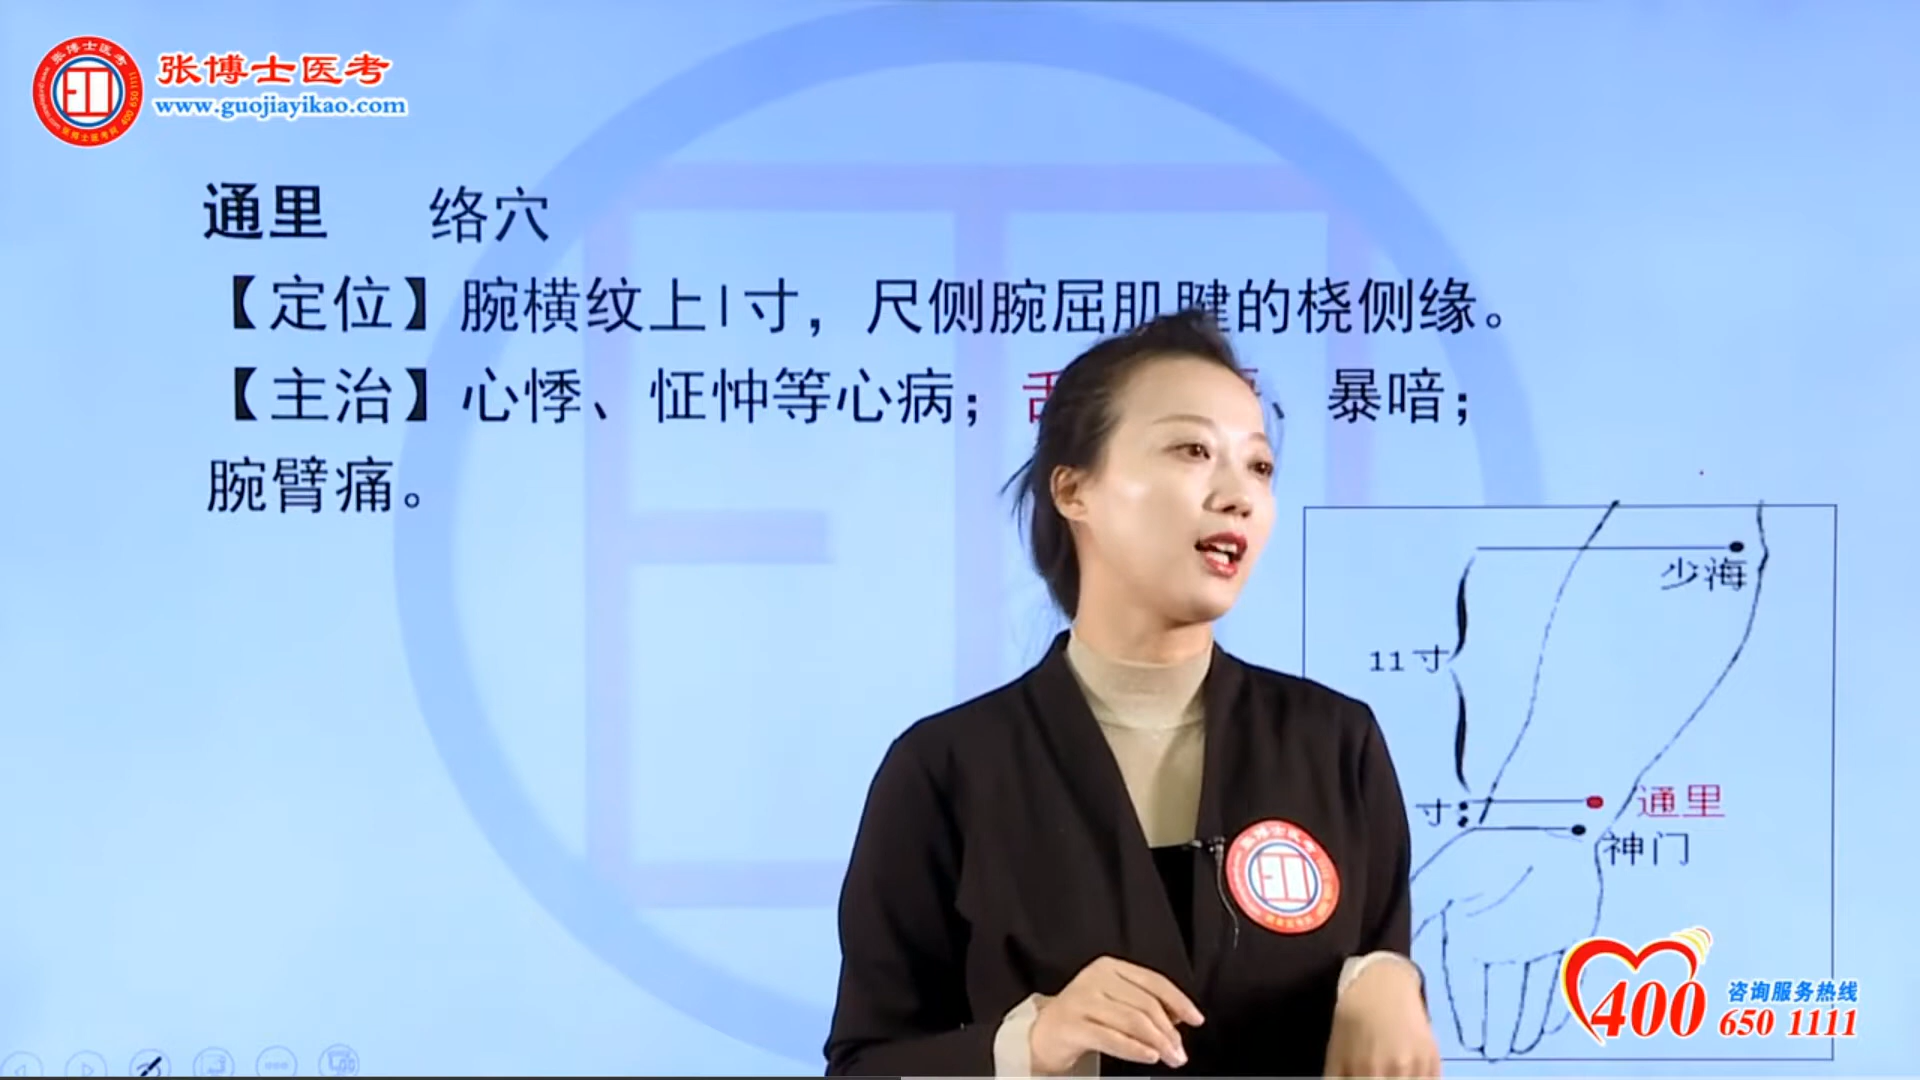 张博士医考
www.guojiayikao.com
通里 络穴
【定位】腕横纹上1寸，尺侧腕屈肌腱的桡侧缘。
【主治】心悸、怔忡等心病；舌、暴喑；
腕臂痛。
少海
11寸
寸
通里
神门
400 咨询服务热线
650 1111